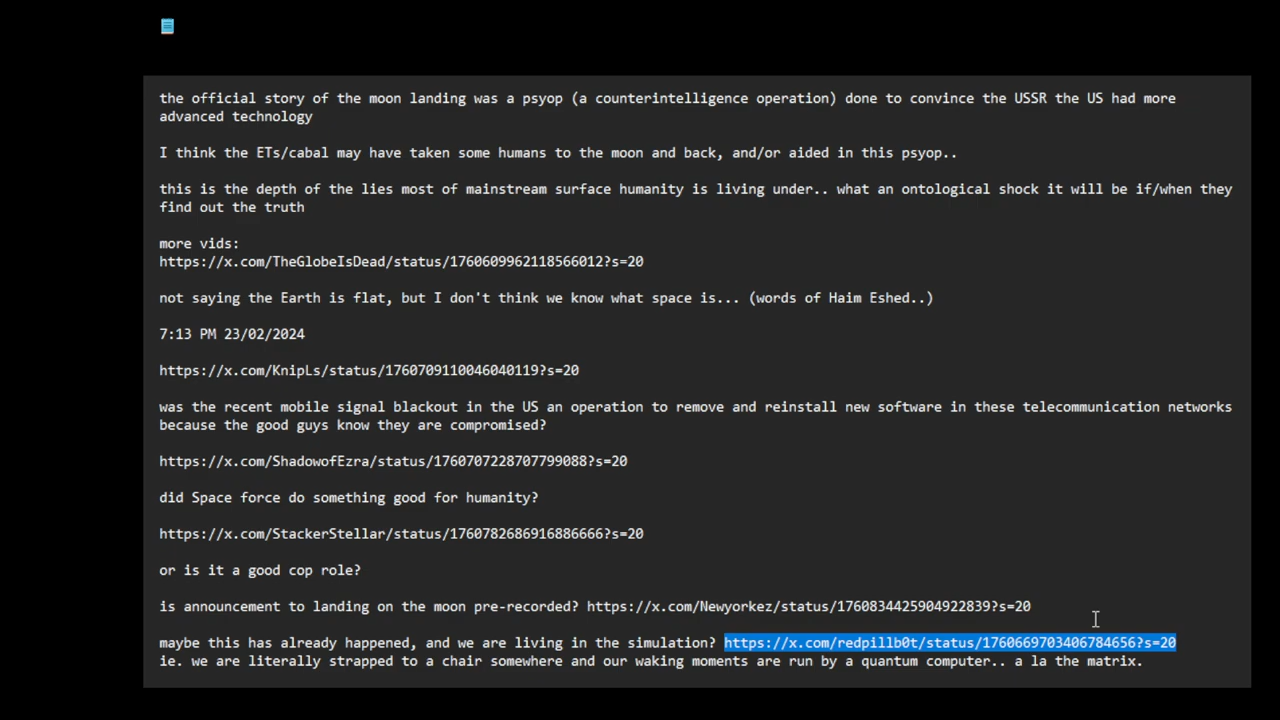 the official story of the moon landing was a psyop (a counterintelligence operation) done to convince the USSR the US had more
advanced technology
I think the ETs/cabal may have taken some humans to the moon and back, and/or aided in this psyop..
this is the depth of the lies most of mainstream surface humanity is living under.. what an ontological shock it will be if/when they
find out the truth
more vids:
https://x.com/TheGlobeIsDead/status/1760609962118566012?s=20
not saying the Earth is flat, but I don't think we know what space is... (words of Haim Eshed..)
7:13 PM 23/02/2024
https://x.com/KnipLs/status/1760709110046040119?s=20
was the recent mobile signal blackout in the US an operation to remove and reinstall new software in these telecommunication networks
because the good guys know they are compromised?
https://x.com/ShadowofEzra/status/1760707228707799088?s=20
did Space force do something good for humanity?
https://x.com/StackerStellar/status/1760782686916886666?s=20
or is it a good cop role?
is announcement to landing on the moon pre-recorded? https://x.com/Newyorkez/status/1760834425904922839?s=20
maybe this has already happened, and we are living in the simulation? https://x.com/redpillb0t/status/1760669703406784656?s=20
ie. we are literally strapped to a chair somewhere and our waking moments are run by a quantum computer.. a la the matrix.